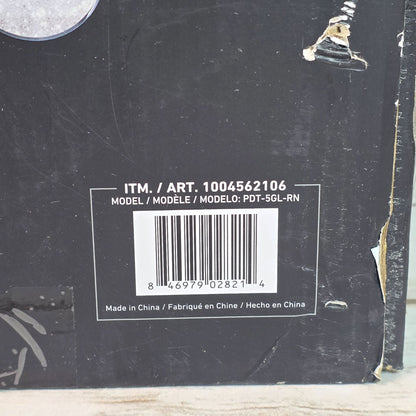 ITM. / ART. 1004562106
MODEL / MODÈLE / MODELO: PDT-5GL-RN
8 46979 02821 4
Made in China / Fabriqué en Chine / Hecho en China